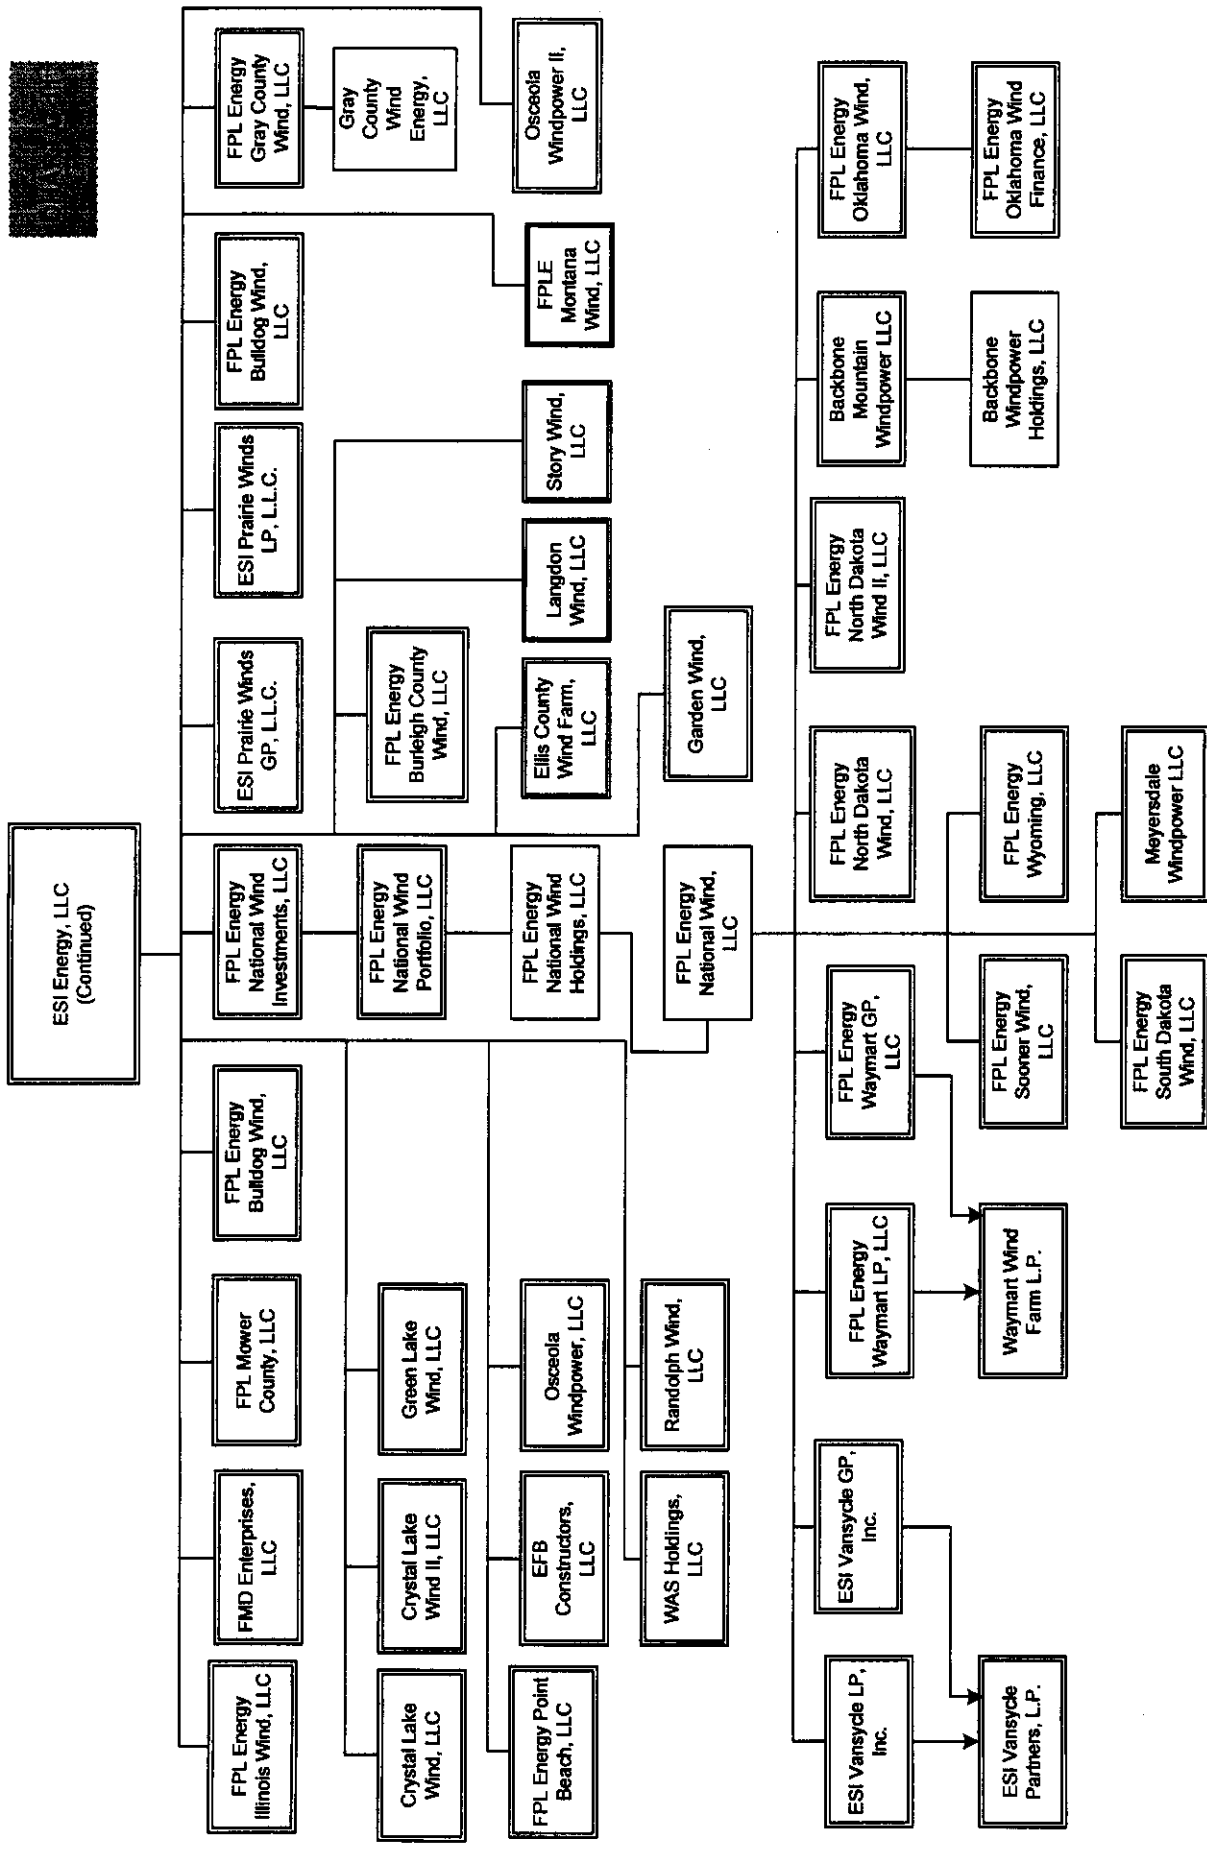 ESI Energy, LLC
(Continued)
FPL Energy
Illinois Wind, LLC
FMD Enterprises,
LLC
FPL Mower
County, LLC
FPL Energy
Bulldog Wind,
LLC
FPL Energy
National Wind
Investments, LLC
ESI Prairie Winds
GP, L.L.C.
ESI Prairie Winds
LP, L.L.C.
FPL Energy
Bulldog Wind,
LLC
FPL Energy
Gray County
Wind, LLC
Crystal Lake
Wind, LLC
Crystal Lake
Wind II, LLC
Green Lake
Wind, LLC
FPL Energy
National Wind
Portfolio, LLC
FPL Energy
Burleigh County
Wind, LLC
Gray
County
Wind
Energy,
LLC
FPL Energy Point
Beach, LLC
EFB
Constructors,
LLC
Osceola
Windpower, LLC
FPL Energy
National Wind
Holdings, LLC
Ellis County
Wind Farm,
LLC
Langdon
Wind, LLC
Story Wind,
LLC
FPLE
Montana
Wind, LLC
Osceola
Windpower II,
LLC
WAS Holdings,
LLC
Randolph Wind,
LLC
FPL Energy
National Wind,
LLC
Garden Wind,
LLC
ESI Vansycle LP,
Inc.
ESI Vansycle GP,
Inc.
FPL Energy
Waymart LP, LLC
FPL Energy
Waymart GP,
LLC
FPL Energy
North Dakota
Wind, LLC
FPL Energy
North Dakota
Wind II, LLC
Backbone
Mountain
Windpower LLC
FPL Energy
Oklahoma Wind,
LLC
ESI Vansycle
Partners, L.P.
Waymart Wind
Farm L.P.
FPL Energy
Sooner Wind,
LLC
FPL Energy
Wyoming, LLC
Backbone
Windpower
Holdings, LLC
FPL Energy
Oklahoma Wind
Finance, LLC
FPL Energy
South Dakota
Wind, LLC
Meyersdale
Windpower LLC